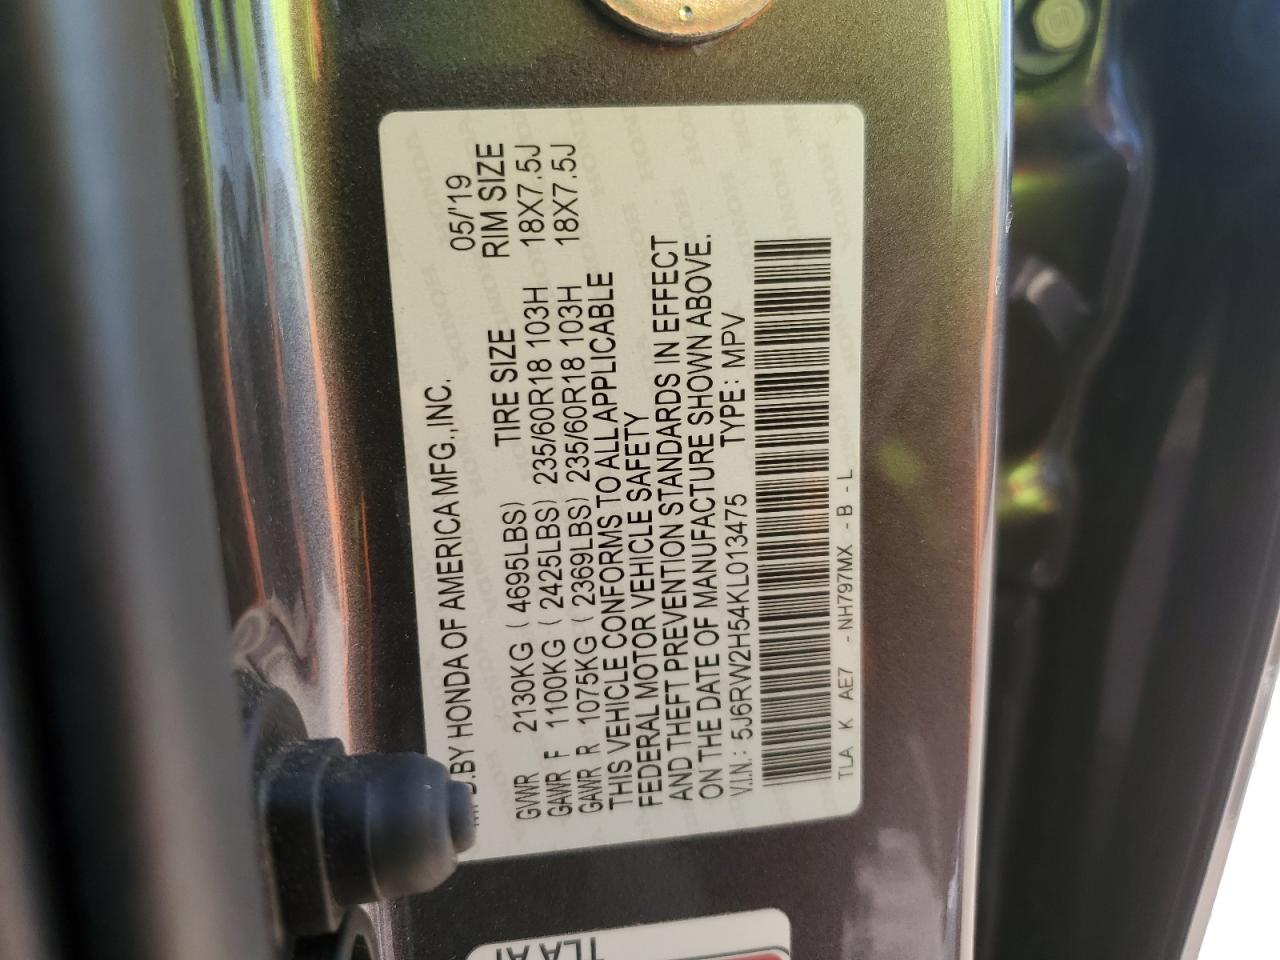 BY HONDA OF AMERICA MFG.,INC. 05/'19
TIRE SIZE RIM SIZE
GVWR 2130KG ( 4695LBS)
GAWR F 1100KG ( 2425LBS) 235/60R18 103H 18X7.5J
GAWR R 1075KG ( 2369LBS) 235/60R18 103H 18X7.5J
THIS VEHICLE CONFORMS TO ALL APPLICABLE
FEDERAL MOTOR VEHICLE SAFETY
AND THEFT PREVENTION STANDARDS IN EFFECT
ON THE DATE OF MANUFACTURE SHOWN ABOVE.
V.I.N.: 5J6RW2H54KL013475 TYPE: MPV
TLA K AE7 - NH797MX - B - L
TLA